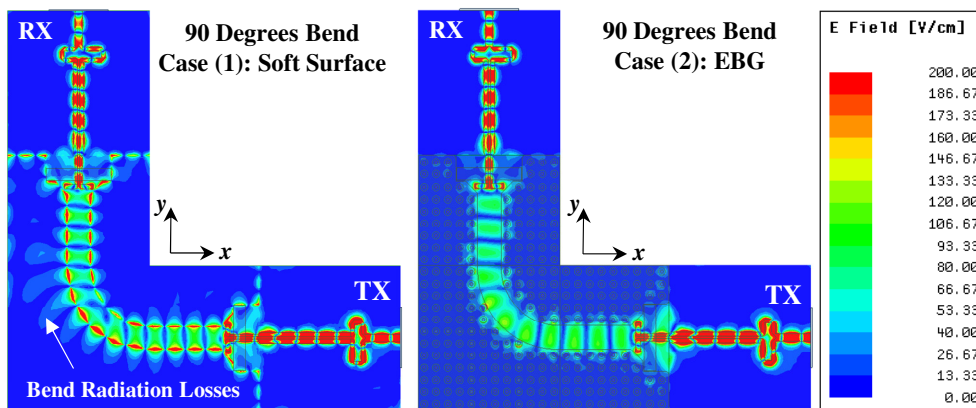 RX
90 Degrees Bend
Case (1): Soft Surface
y
x
TX
Bend Radiation Losses
RX
90 Degrees Bend
Case (2): EBG
y
x
TX
E Field [V/cm]
200.00
186.67
173.33
160.00
146.67
133.33
120.00
106.67
93.33
80.00
66.67
53.33
40.00
26.67
13.33
0.00